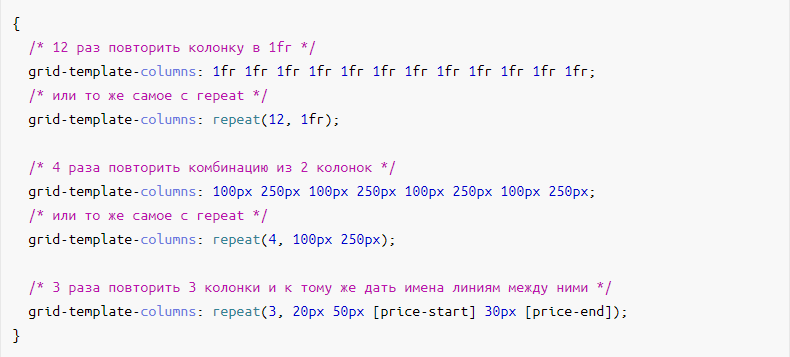 {
/* 12 раз повторить колонку в 1fr */
grid-template-columns: 1fr 1fr 1fr 1fr 1fr 1fr 1fr 1fr 1fr 1fr 1fr 1fr;
/* или то же самое с repeat */
grid-template-columns: repeat(12, 1fr);
/* 4 раза повторить комбинацию из 2 колонок */
grid-template-columns: 100px 250px 100px 250px 100px 250px 100px 250px;
/* или то же самое с repeat */
grid-template-columns: repeat(4, 100px 250px);
/* 3 раза повторить 3 колонки и к тому же дать имена линиям между ними */
grid-template-columns: repeat(3, 20px 50px [price-start] 30px [price-end]);
}